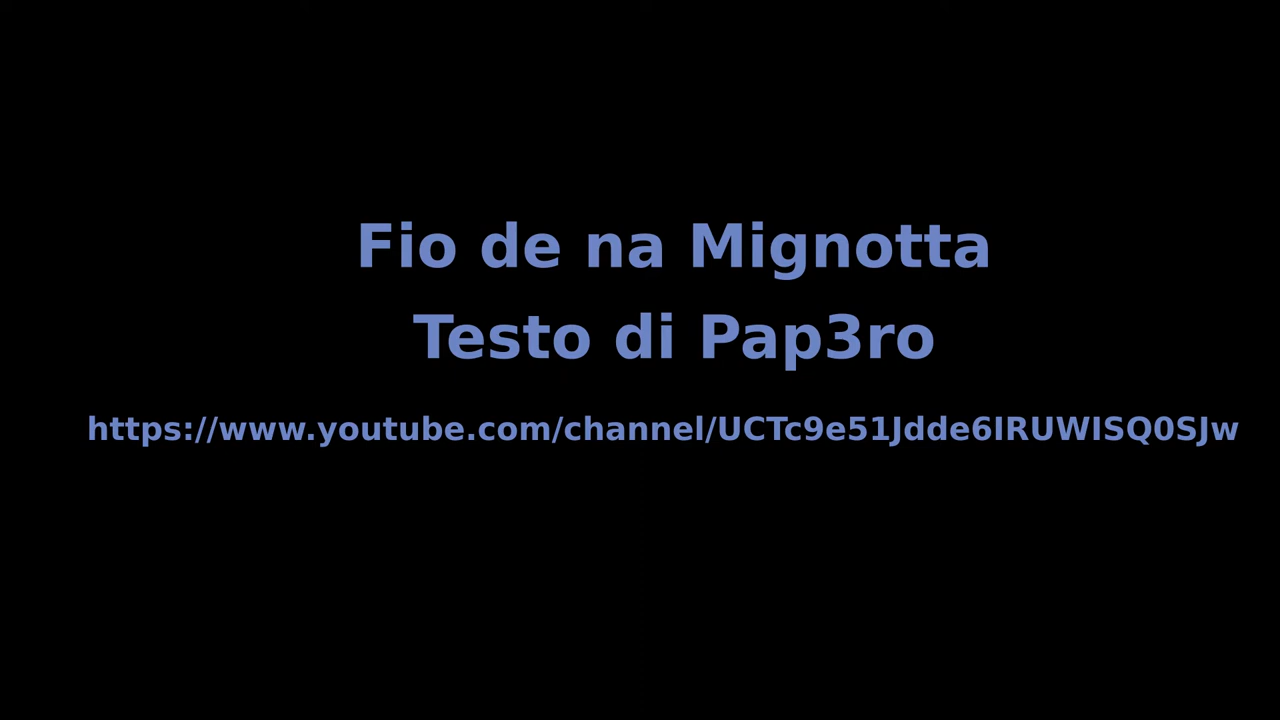 Fio de na Mignotta
Testo di Pap3ro
https://www.youtube.com/channel/UCTc9e51Jdde6IRUWISQ0SJw